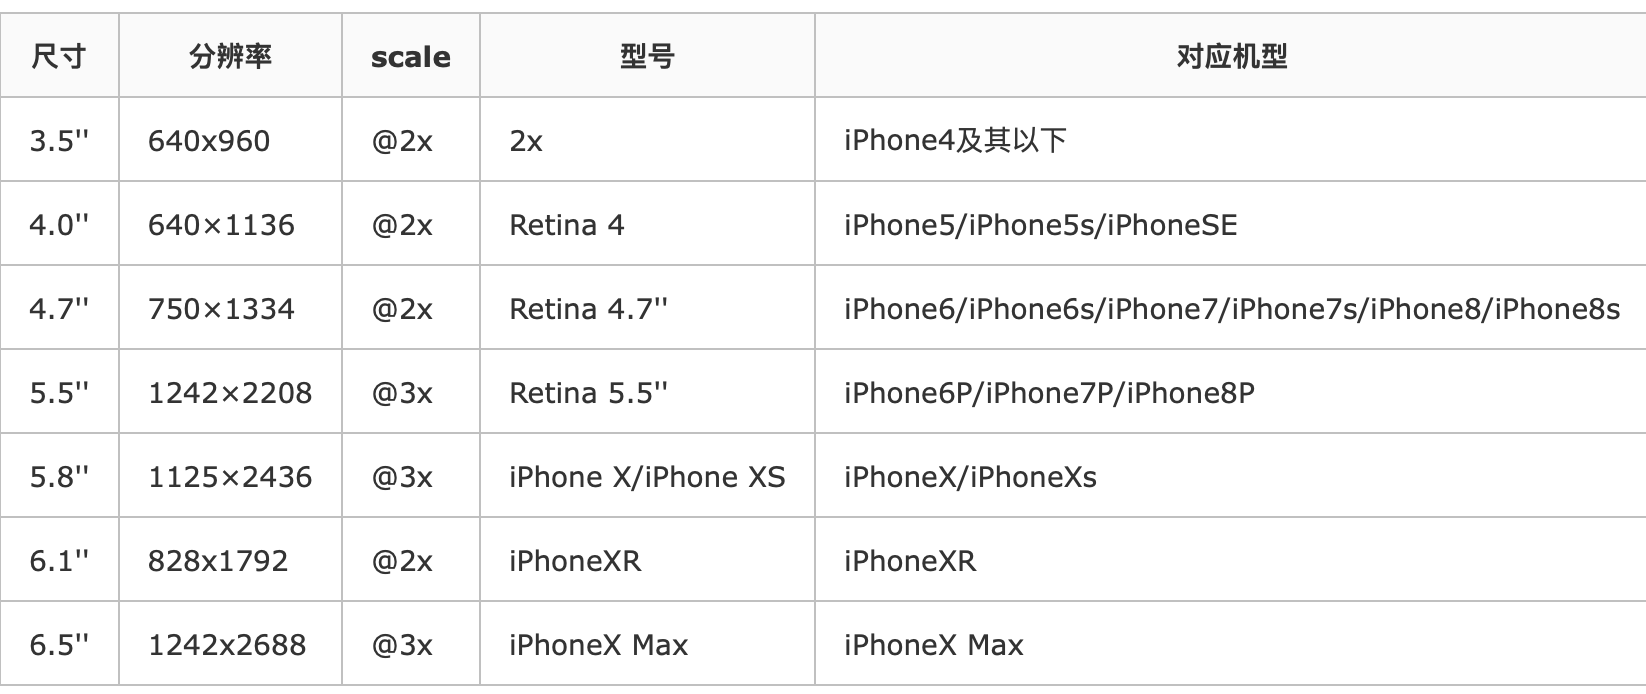 尺寸 分辨率 scale 型号 对应机型
3.5'' 640x960 @2x 2x iPhone4及其以下
4.0'' 640×1136 @2x Retina 4 iPhone5/iPhone5s/iPhoneSE
4.7'' 750×1334 @2x Retina 4.7'' iPhone6/iPhone6s/iPhone7/iPhone7s/iPhone8/iPhone8s
5.5'' 1242×2208 @3x Retina 5.5'' iPhone6P/iPhone7P/iPhone8P
5.8'' 1125×2436 @3x iPhone X/iPhone XS iPhoneX/iPhoneXs
6.1'' 828x1792 @2x iPhoneXR iPhoneXR
6.5'' 1242x2688 @3x iPhoneX Max iPhoneX Max